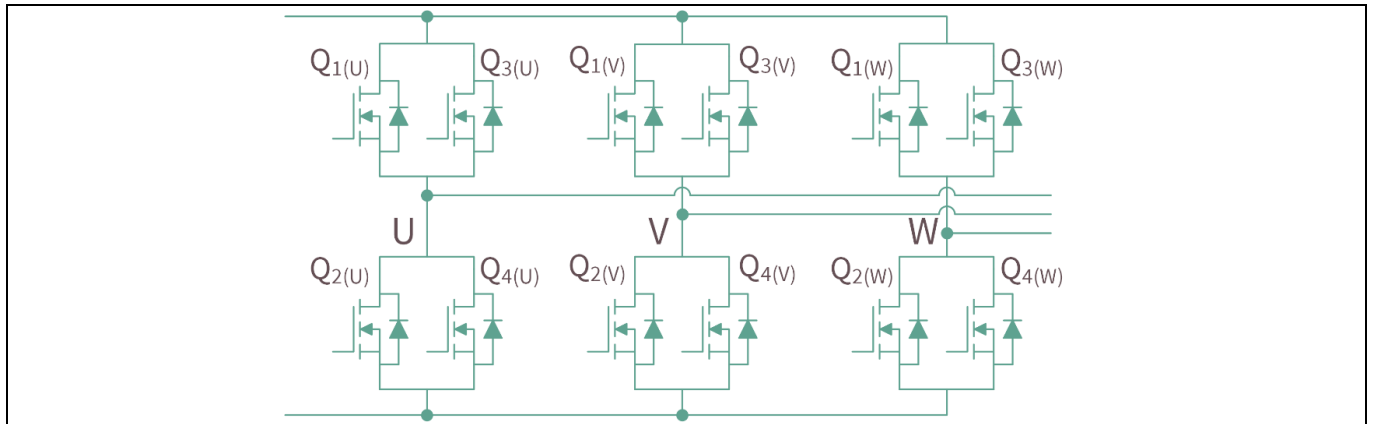 Q1(U) Q3(U) Q1(V) Q3(V) Q1(W) Q3(W)
U V W
Q2(U) Q4(U) Q2(V) Q4(V) Q2(W) Q4(W)